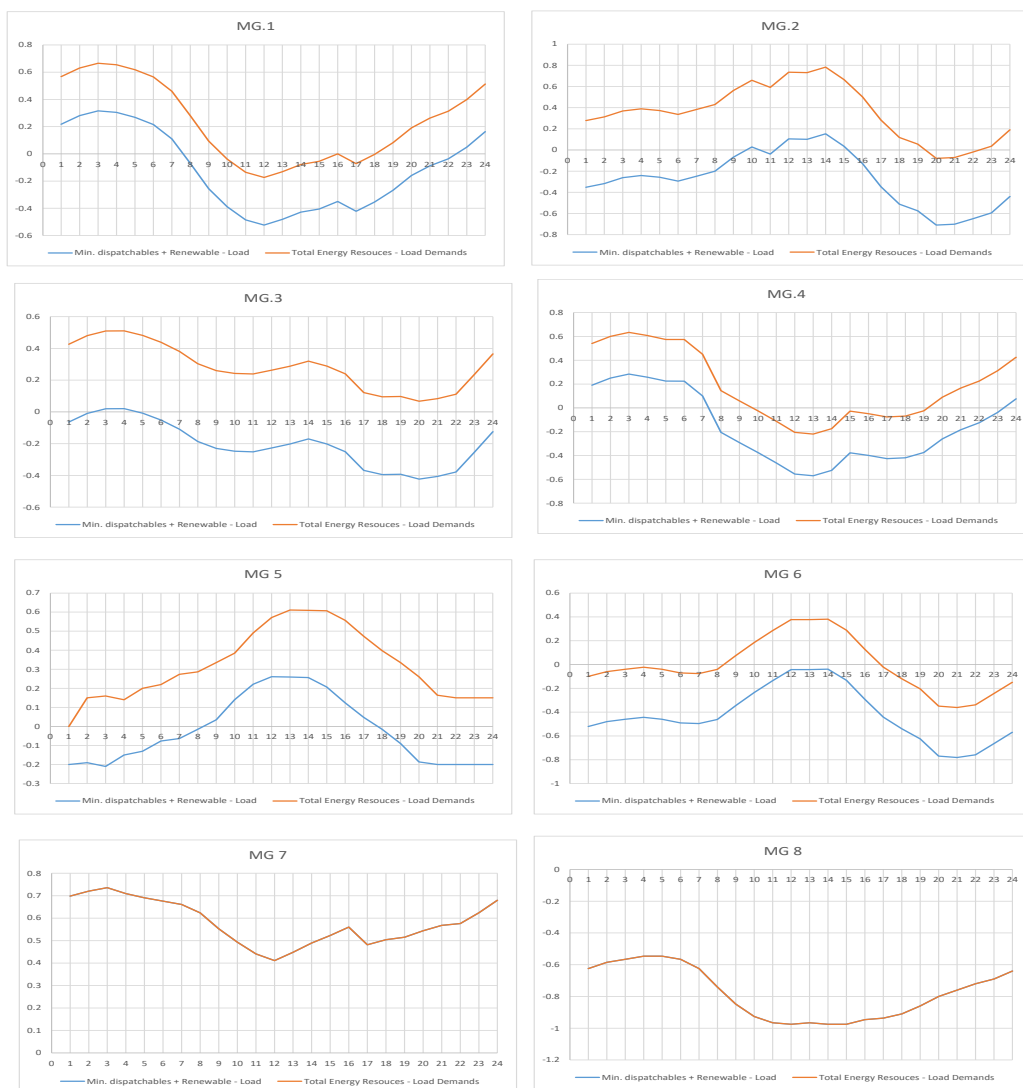 MG.1
0.8
0.6
0.4
0.2
0
0 1 2 3 4 5 6 7 8 9 10 11 12 13 14 15 16 17 18 19 20 21 22 23 24
-0.2
-0.4
-0.6
Min. dispatchables + Renewable - Load Total Energy Resouces - Load Demands
MG.2
1
0.8
0.6
0.4
0.2
0
0 1 2 3 4 5 6 7 8 9 10 11 12 13 14 15 16 17 18 19 20 21 22 23 24
-0.2
-0.4
-0.6
-0.8
Min. dispatchables + Renewable - Load Total Energy Resouces - Load Demands
MG.3
0.6
0.4
0.2
0
0 1 2 3 4 5 6 7 8 9 10 11 12 13 14 15 16 17 18 19 20 21 22 23 24
-0.2
-0.4
-0.6
Min. dispatchables + Renewable - Load Total Energy Resouces - Load Demands
MG.4
0.8
0.6
0.4
0.2
0
0 1 2 3 4 5 6 7 8 9 10 11 12 13 14 15 16 17 18 19 20 21 22 23 24
-0.2
-0.4
-0.6
-0.8
Min. dispatchables + Renewable - Load Total Energy Resouces - Load Demands
MG 5
0.7
0.6
0.5
0.4
0.3
0.2
0.1
0
0 1 2 3 4 5 6 7 8 9 10 11 12 13 14 15 16 17 18 19 20 21 22 23 24
-0.1
-0.2
-0.3
Min. dispatchables + Renewable - Load Total Energy Resouces - Load Demands
MG 6
0.6
0.4
0.2
0
0 1 2 3 4 5 6 7 8 9 10 11 12 13 14 15 16 17 18 19 20 21 22 23 24
-0.2
-0.4
-0.6
-0.8
-1
Min. dispatchables + Renewable - Load Total Energy Resouces - Load Demands
MG 7
0.8
0.7
0.6
0.5
0.4
0.3
0.2
0.1
0
0 1 2 3 4 5 6 7 8 9 10 11 12 13 14 15 16 17 18 19 20 21 22 23 24
Min. dispatchables + Renewable - Load Total Energy Resouces - Load Demands
MG 8
0
0 1 2 3 4 5 6 7 8 9 10 11 12 13 14 15 16 17 18 19 20 21 22 23 24
-0.2
-0.4
-0.6
-0.8
-1
-1.2
Min. dispatchables + Renewable - Load Total Energy Resouces - Load Demands